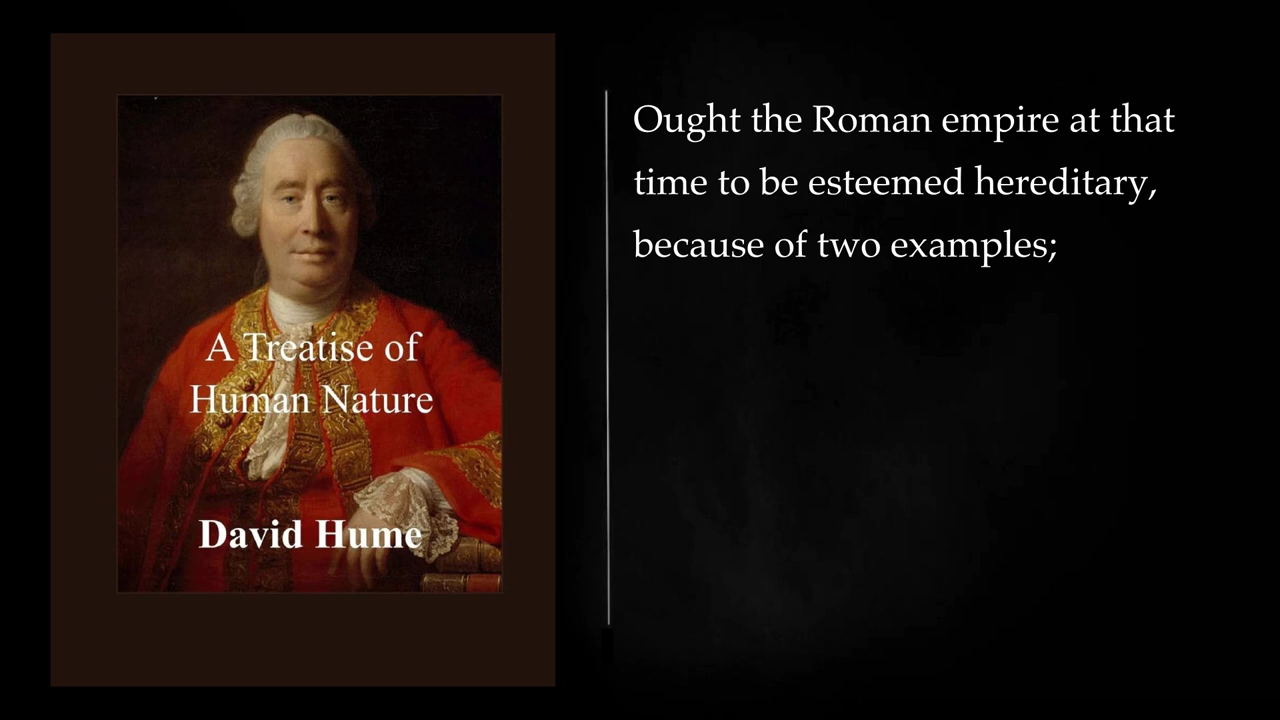 A Treatise of
Human Nature
David Hume
Ought the Roman empire at that
time to be esteemed hereditary,
because of two examples;